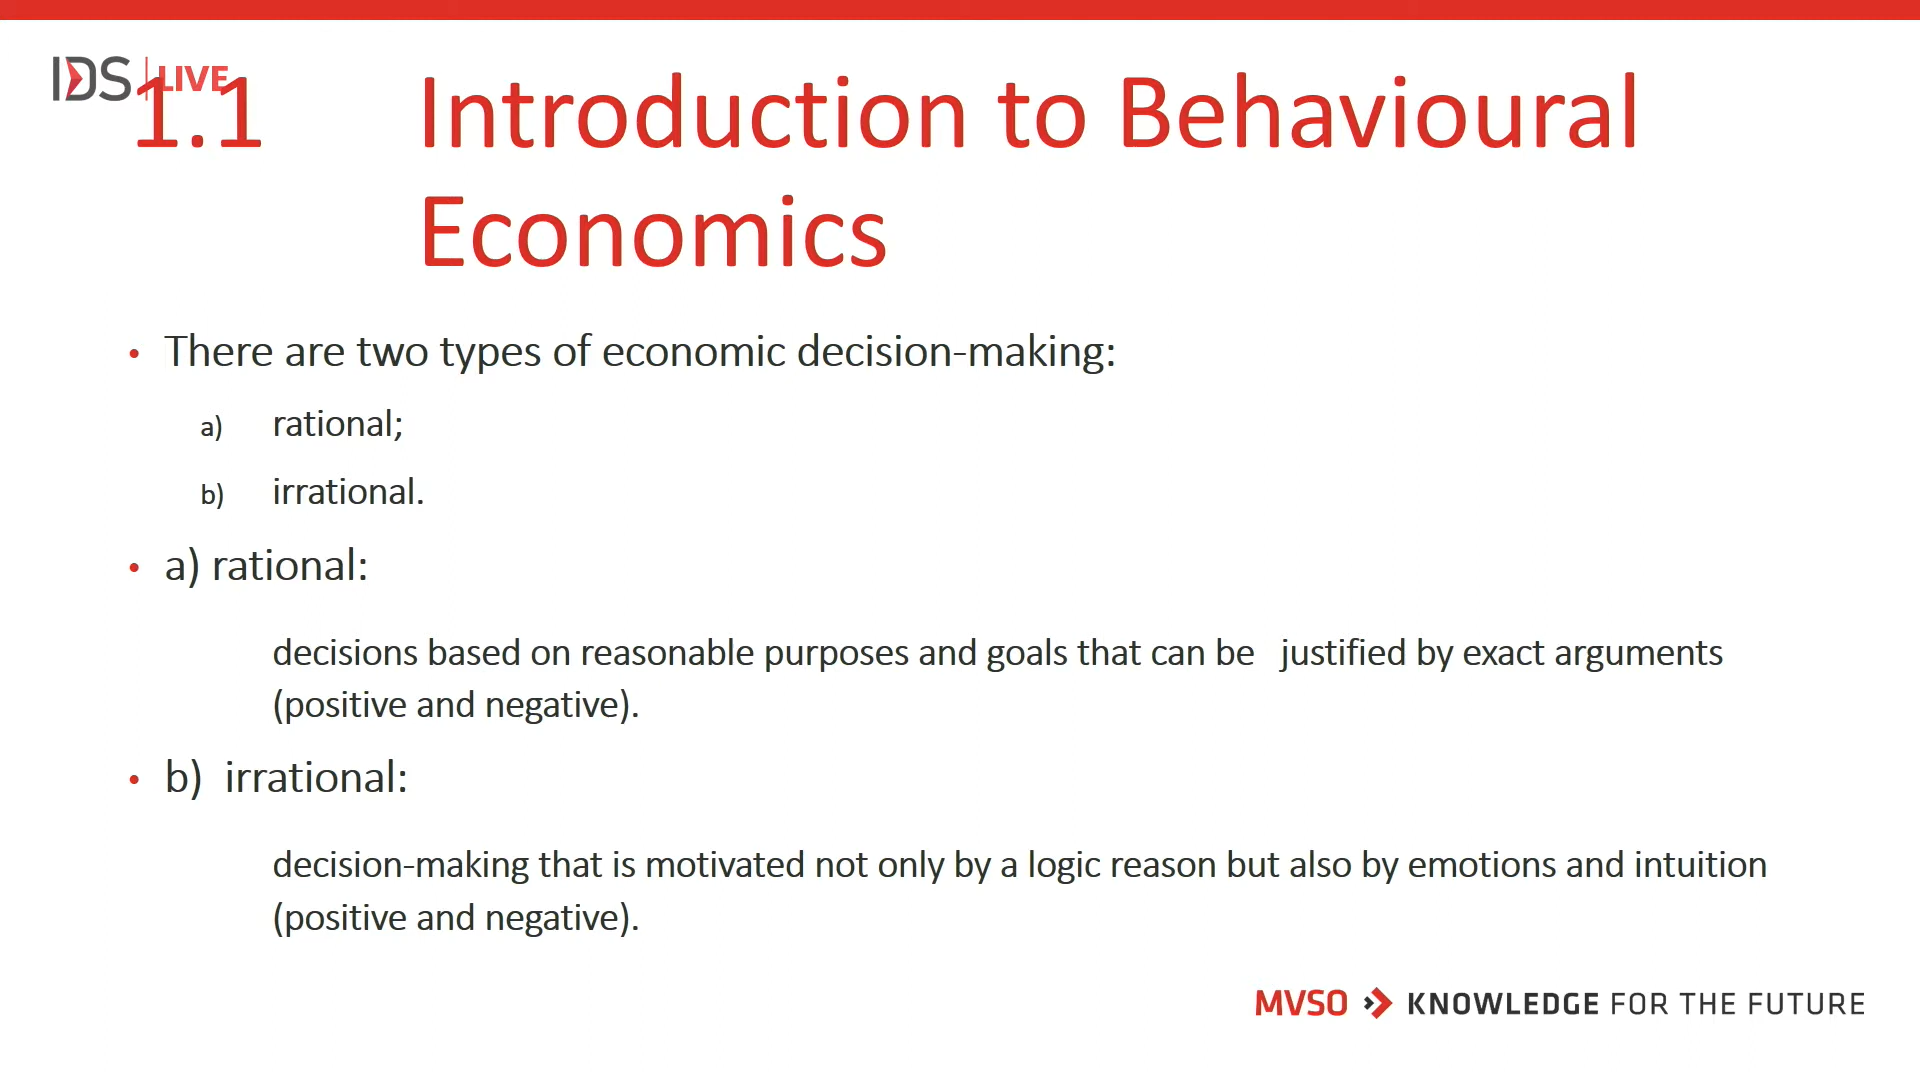 IDS LIVE
1.1 Introduction to Behavioural
Economics
• There are two types of economic decision-making:
a) rational;
b) irrational.
• a) rational:
decisions based on reasonable purposes and goals that can be justified by exact arguments
(positive and negative).
• b) irrational:
decision-making that is motivated not only by a logic reason but also by emotions and intuition
(positive and negative).
MVSO KNOWLEDGE FOR THE FUTURE